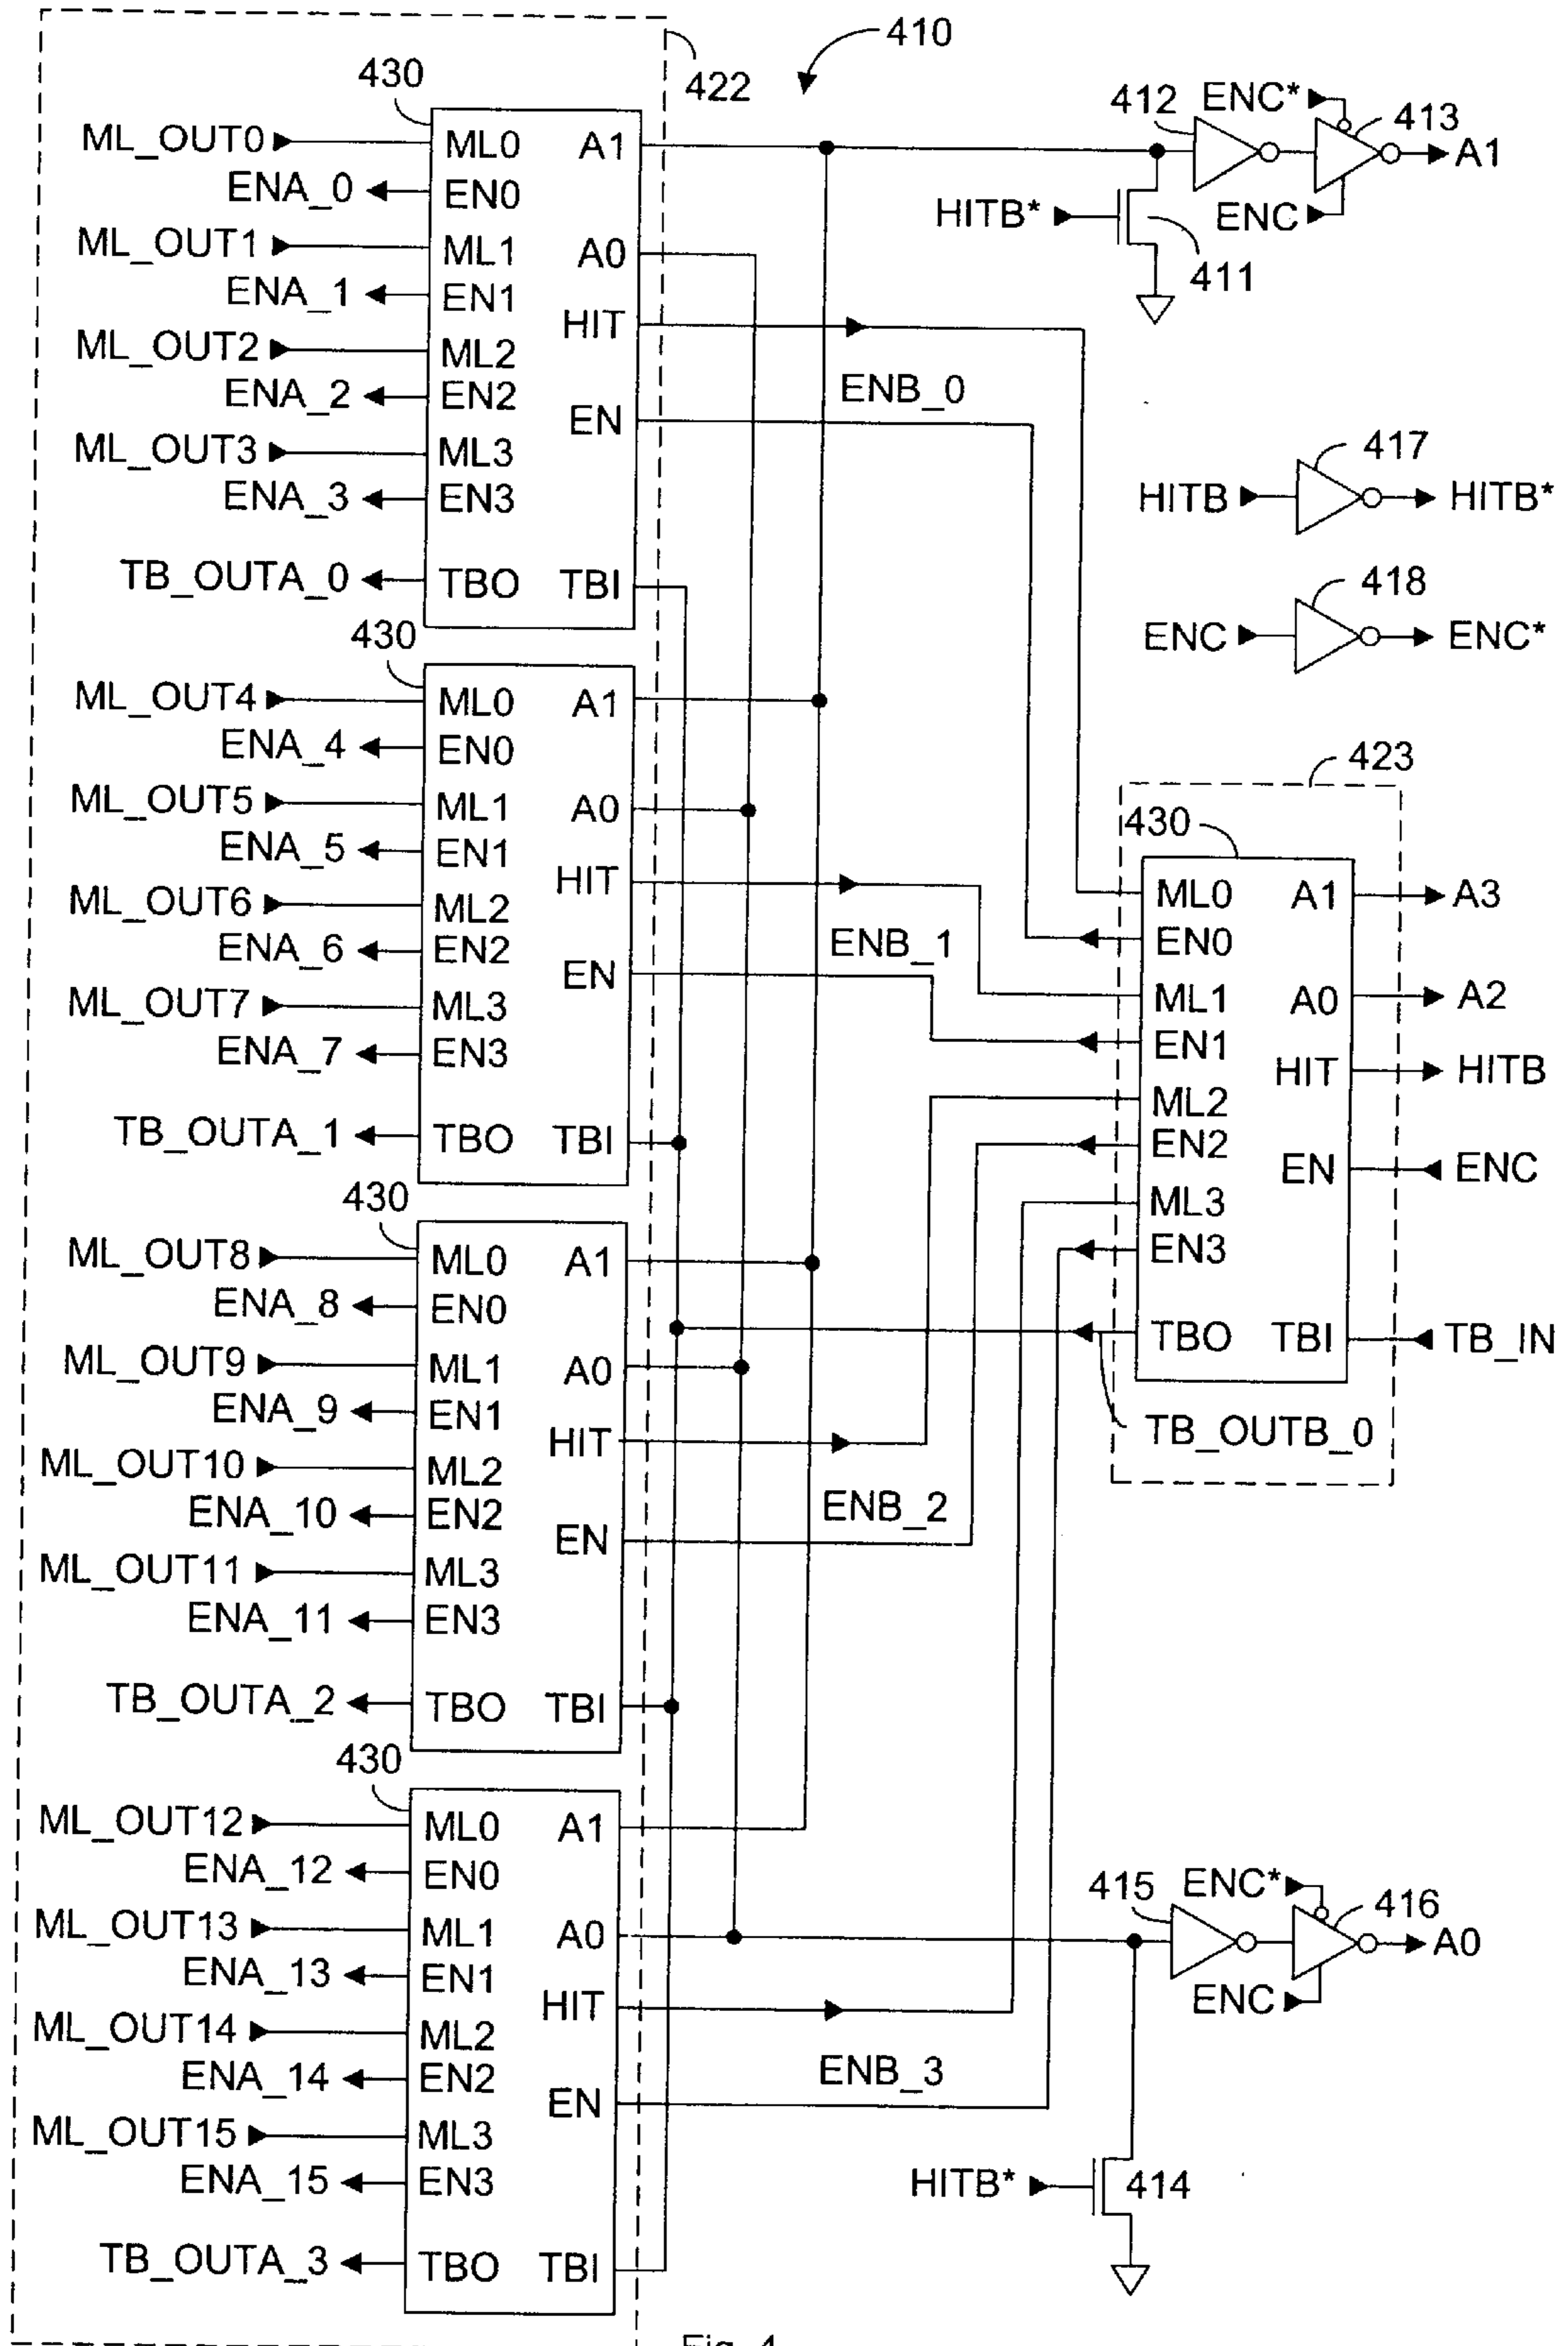 410
422
430
ML_OUT0 ML0 A1
ENA_0 EN0
ML_OUT1 ML1 A0
ENA_1 EN1 HIT
ML_OUT2 ML2
ENA_2 EN2 EN ENB_0
ML_OUT3 ML3
ENA_3 EN3
TB_OUTA_0 TBO TBI
412 ENC* 413 A1
HITB* ENC
411
417
HITB HITB*
418
ENC ENC*
430
ML_OUT4 ML0 A1
ENA_4 EN0
ML_OUT5 ML1 A0
ENA_5 EN1 HIT
ML_OUT6 ML2
ENA_6 EN2 EN ENB_1
ML_OUT7 ML3
ENA_7 EN3
TB_OUTA_1 TBO TBI
423
430
ML0 A1 A3
EN0
ML1 A0 A2
EN1 HIT HITB
ML2
EN2 EN ENC
ML3
EN3
TBO TBI TB_IN
TB_OUTB_0
430
ML_OUT8 ML0 A1
ENA_8 EN0
ML_OUT9 ML1 A0
ENA_9 EN1 HIT
ML_OUT10 ML2
ENA_10 EN2 EN ENB_2
ML_OUT11 ML3
ENA_11 EN3
TB_OUTA_2 TBO TBI
430
ML_OUT12 ML0 A1
ENA_12 EN0
ML_OUT13 ML1 A0
ENA_13 EN1 HIT
ML_OUT14 ML2
ENA_14 EN2 EN ENB_3
ML_OUT15 ML3
ENA_15 EN3
TB_OUTA_3 TBO TBI
415 ENC* 416 A0
ENC
HITB* 414
Fig. 4